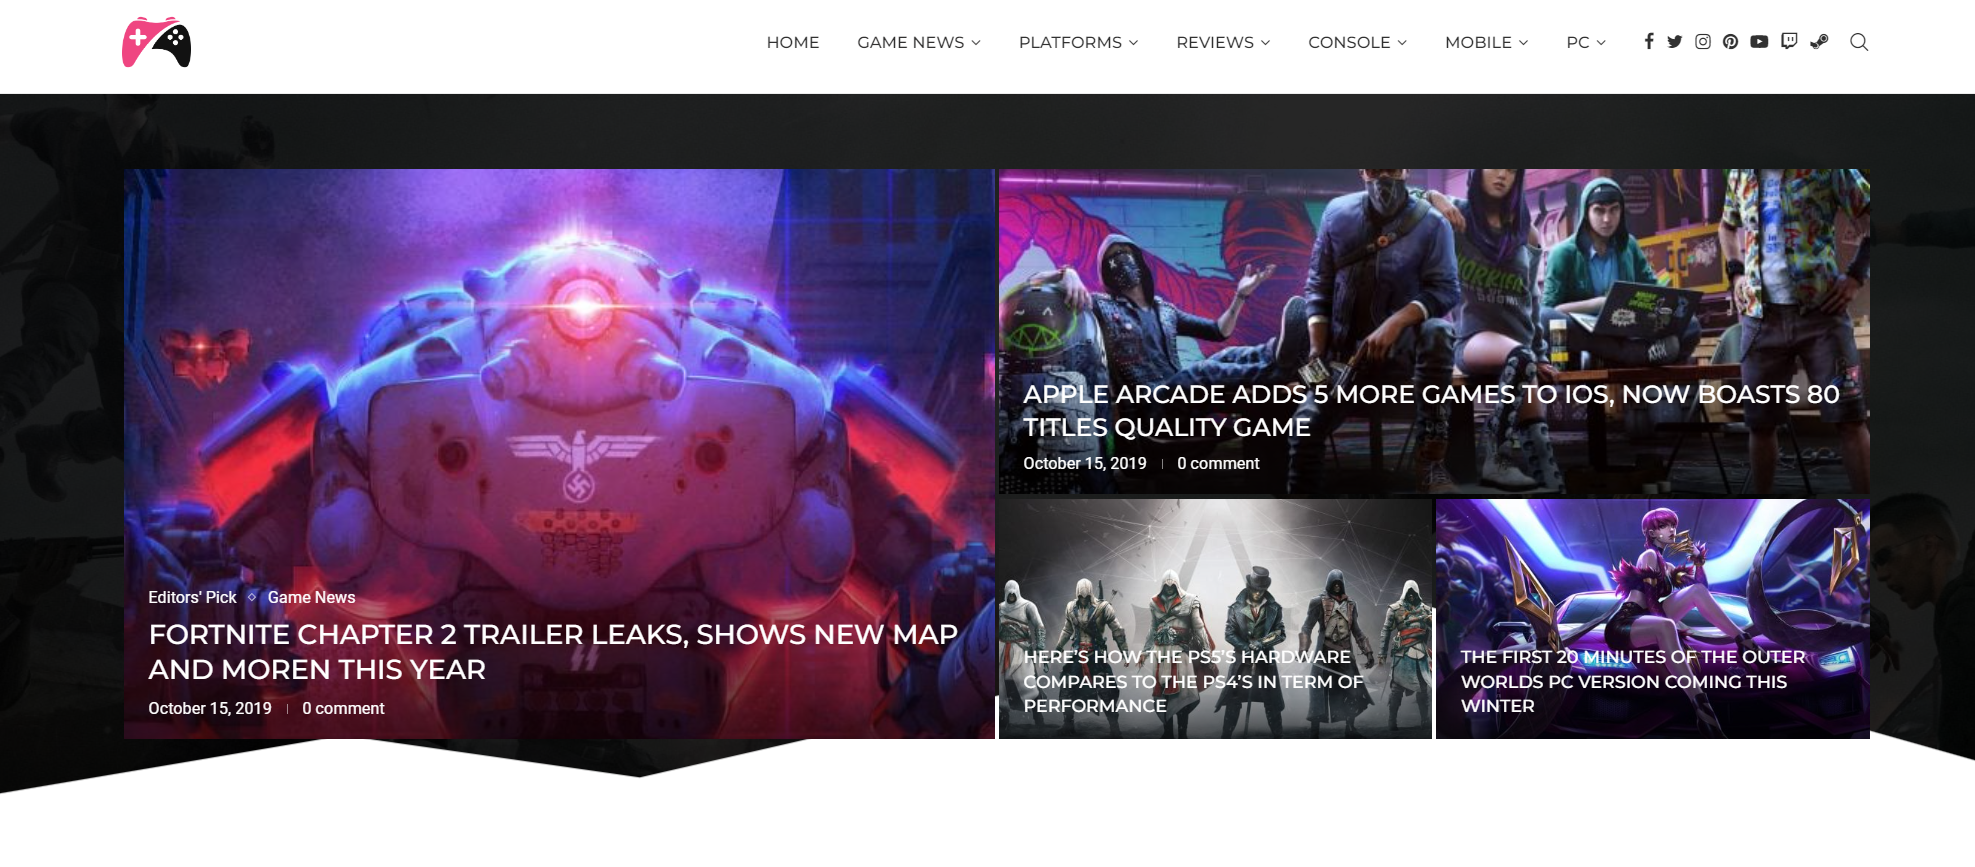 HOME GAME NEWS PLATFORMS REVIEWS CONSOLE MOBILE PC
Editors' Pick Game News
FORTNITE CHAPTER 2 TRAILER LEAKS, SHOWS NEW MAP
AND MOREN THIS YEAR
October 15, 2019 0 comment
APPLE ARCADE ADDS 5 MORE GAMES TO IOS, NOW BOASTS 80
TITLES QUALITY GAME
October 15, 2019 0 comment
HERE'S HOW THE PS5'S HARDWARE
COMPARES TO THE PS4'S IN TERM OF
PERFORMANCE
THE FIRST 20 MINUTES OF THE OUTER
WORLDS PC VERSION COMING THIS
WINTER